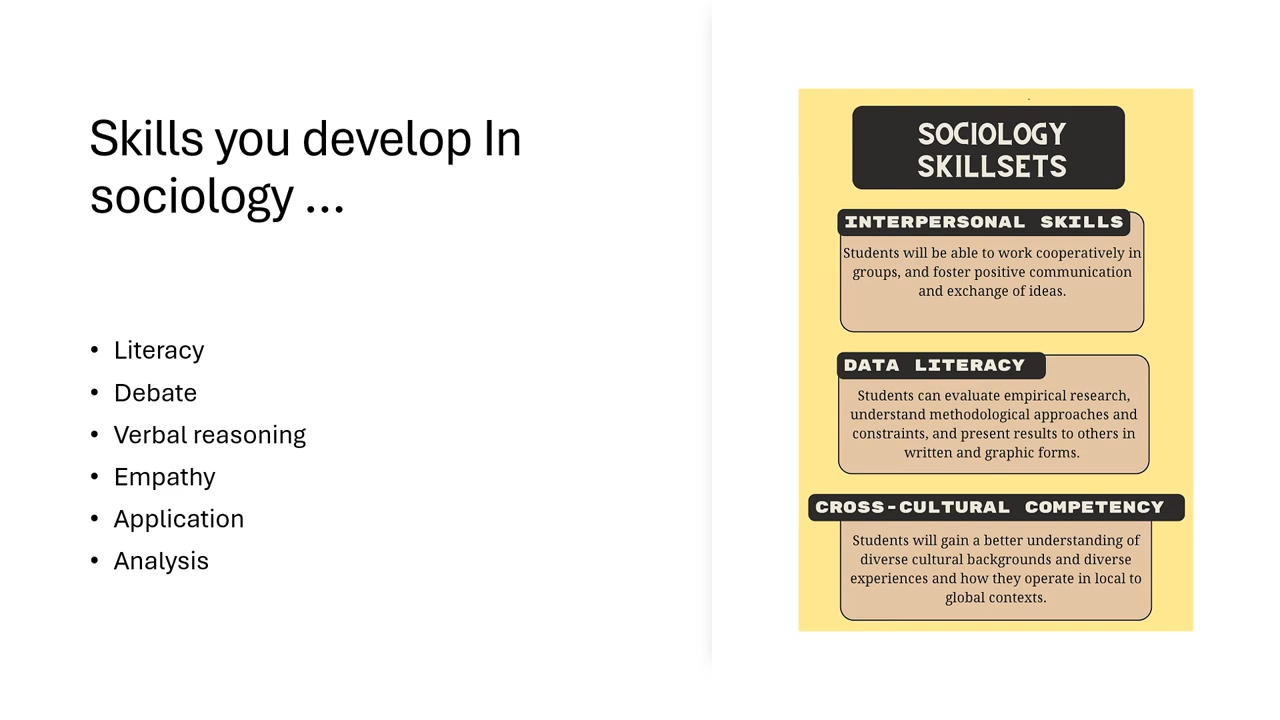 Skills you develop In
sociology ...
• Literacy
• Debate
• Verbal reasoning
• Empathy
• Application
• Analysis
SOCIOLOGY
SKILLSETS
INTERPERSONAL SKILLS
Students will be able to work cooperatively in
groups, and foster positive communication
and exchange of ideas.
DATA LITERACY
Students can evaluate empirical research,
understand methodological approaches and
constraints, and present results to others in
written and graphic forms.
CROSS-CULTURAL COMPETENCY
Students will gain a better understanding of
diverse cultural backgrounds and diverse
experiences and how they operate in local to
global contexts.